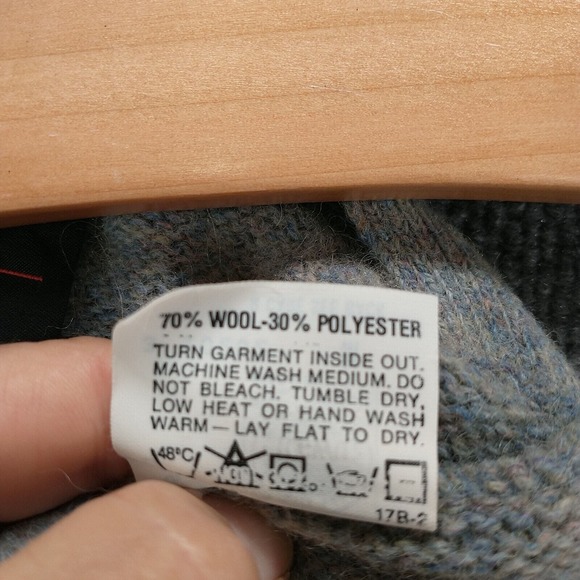 70% WOOL-30% POLYESTER
TURN GARMENT INSIDE OUT.
MACHINE WASH MEDIUM. DO
NOT BLEACH. TUMBLE DRY,
LOW HEAT OR HAND WASH
WARM— LAY FLAT TO DRY.
48°C
17B-2